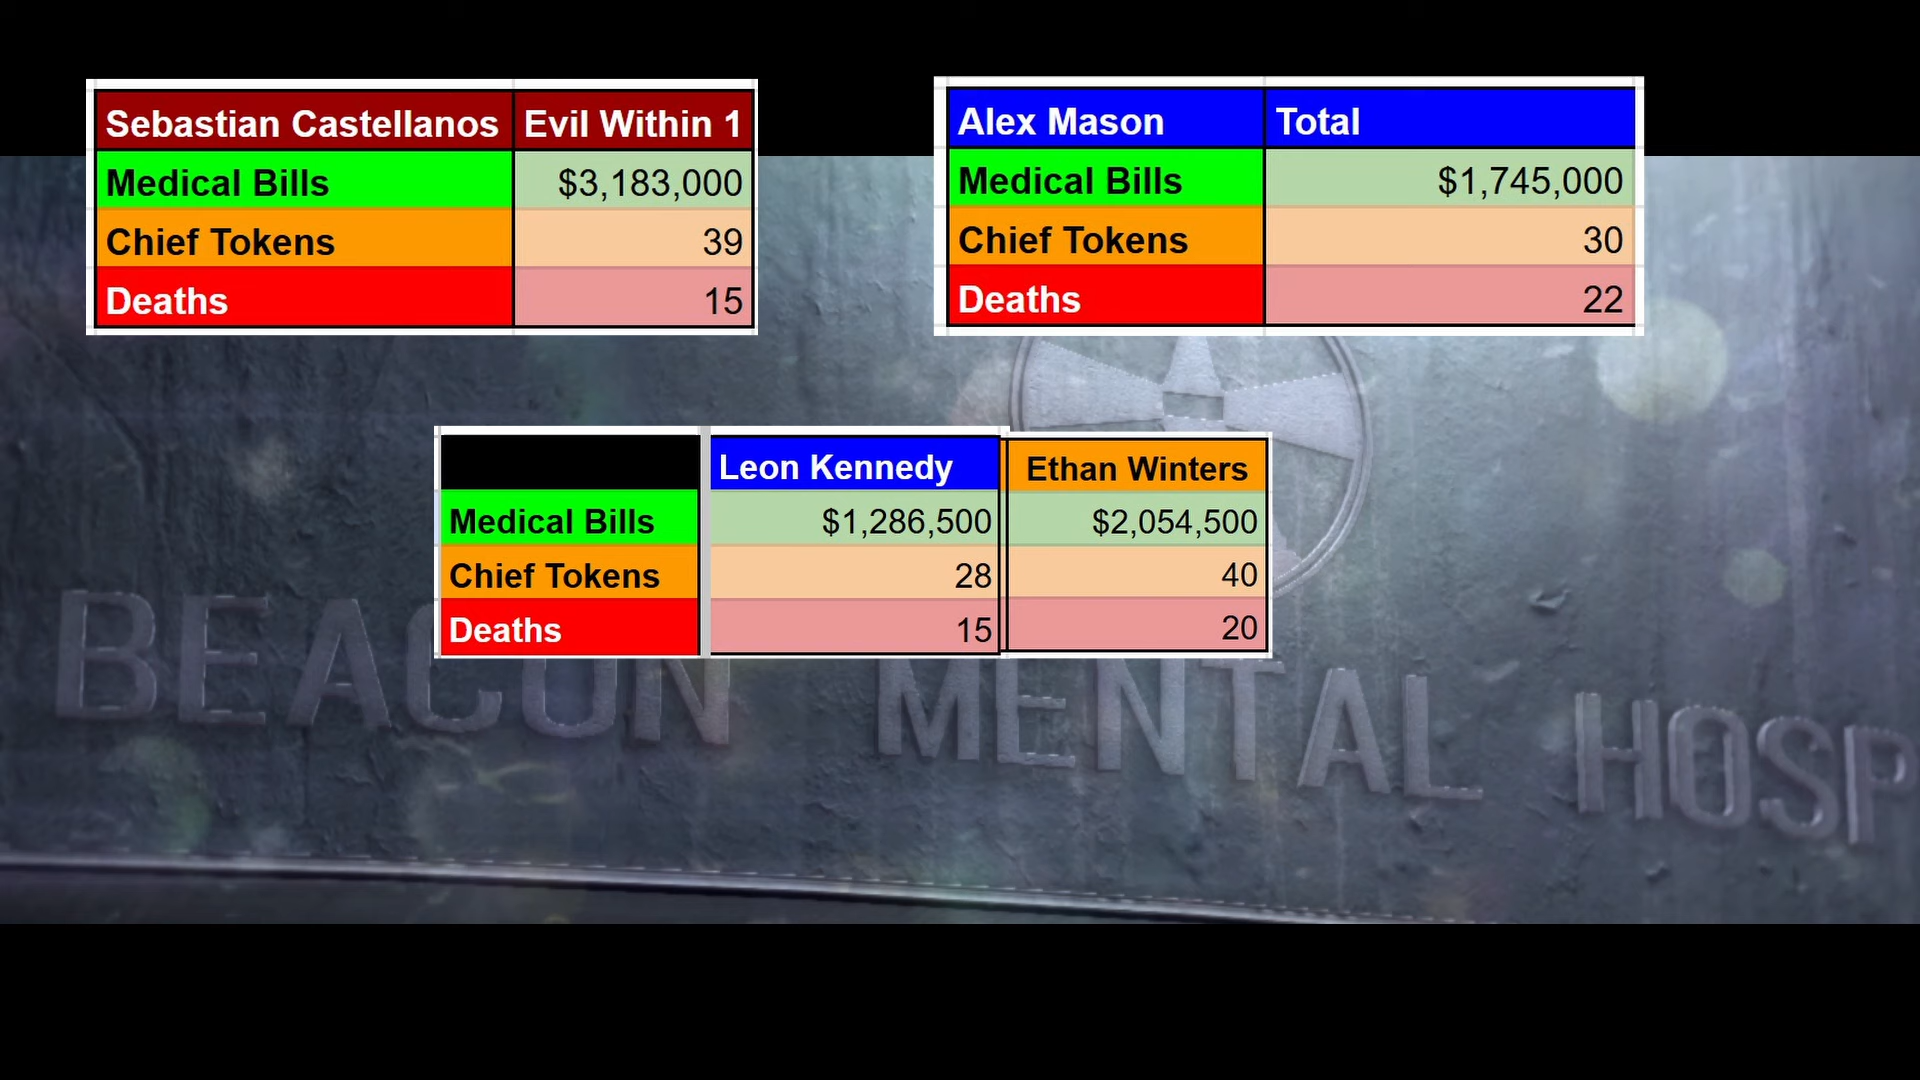 Sebastian Castellanos Evil Within 1
Medical Bills $3,183,000
Chief Tokens 39
Deaths 15
Alex Mason Total
Medical Bills $1,745,000
Chief Tokens 30
Deaths 22
Leon Kennedy Ethan Winters
Medical Bills $1,286,500 $2,054,500
Chief Tokens 28 40
Deaths 15 20
BEACON MENTAL HOSP